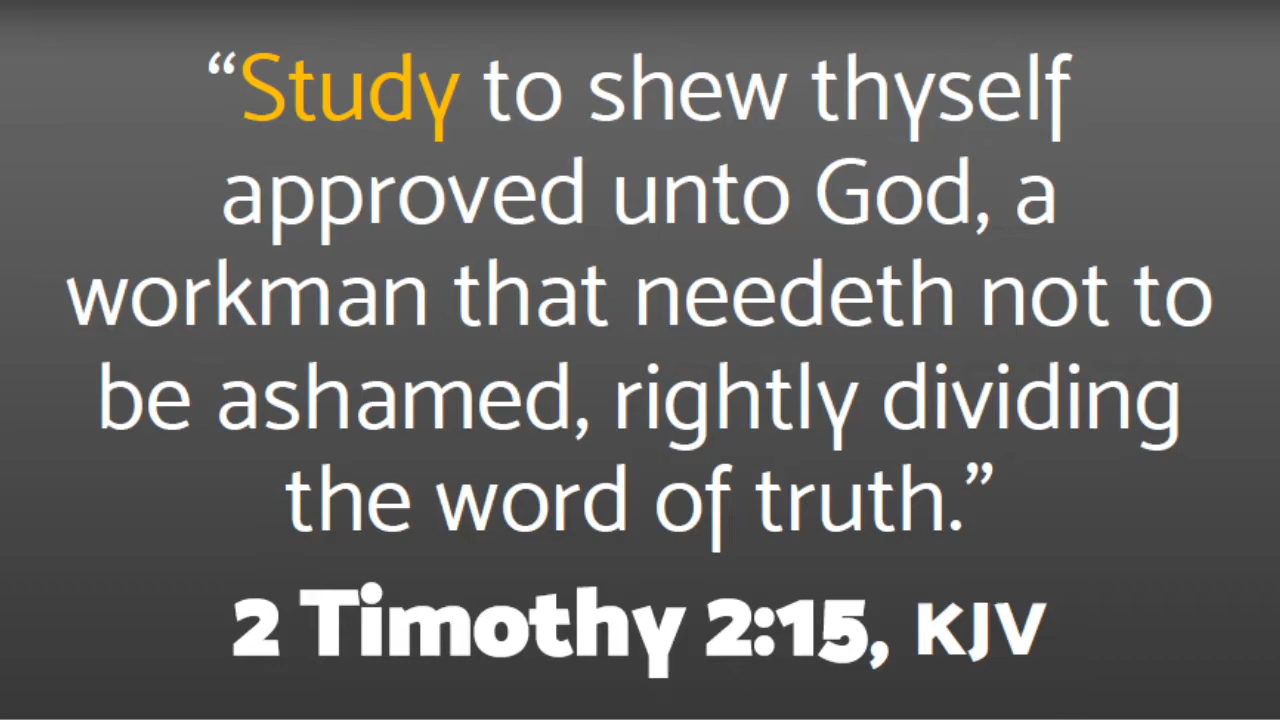 “Study to shew thyself
approved unto God, a
workman that needeth not to
be ashamed, rightly dividing
the word of truth.”
2 Timothy 2:15, KJV